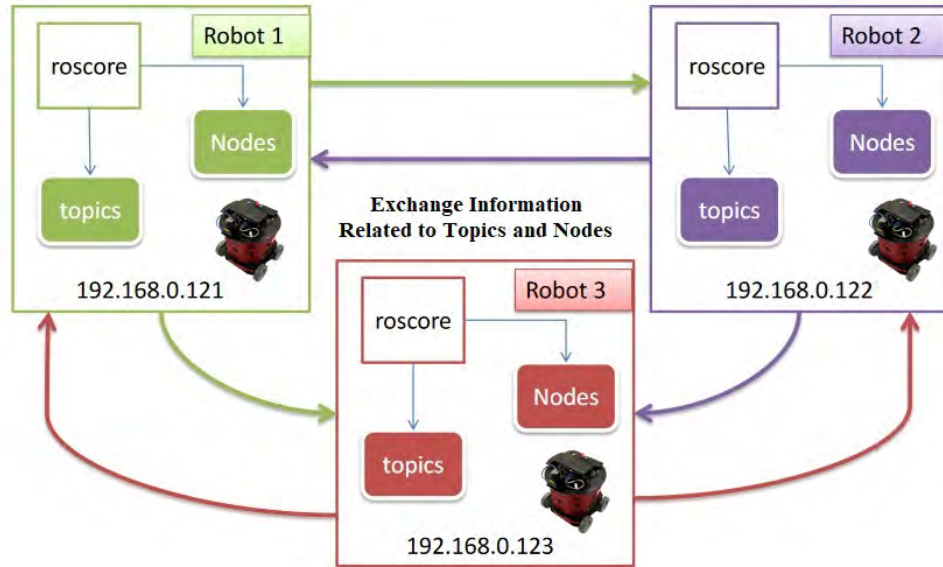 Robot 1
roscore
Nodes
topics
192.168.0.121
Robot 2
roscore
Nodes
topics
192.168.0.122
Exchange Information
Related to Topics and Nodes
Robot 3
roscore
Nodes
topics
192.168.0.123